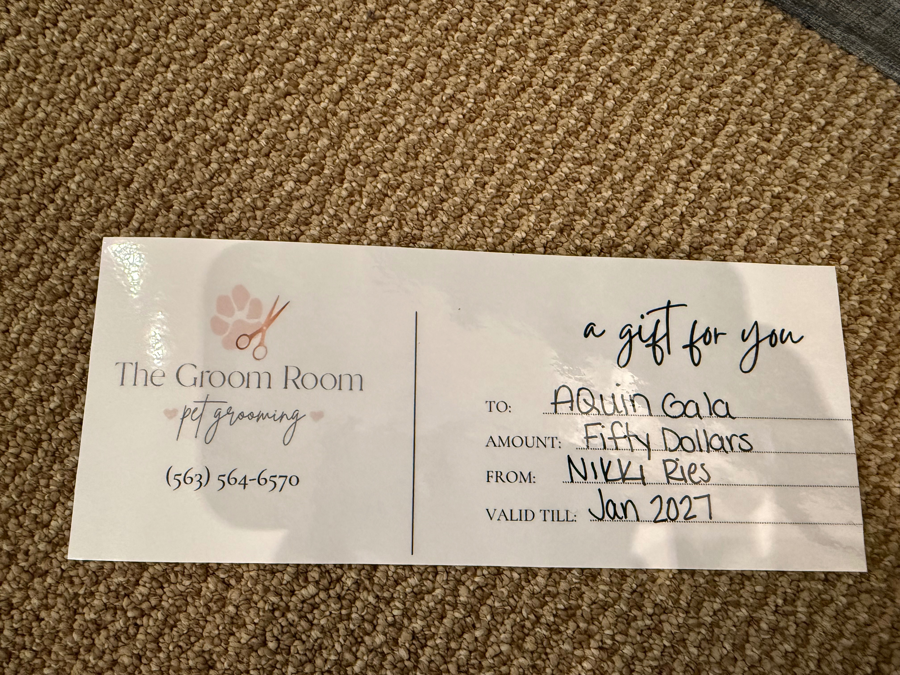 The Groom Room
pet grooming
(563) 564-6570
a gift for you
TO: AQuin Gala
AMOUNT: Fifty Dollars
FROM: Nikki Ries
VALID TILL: Jan 2027